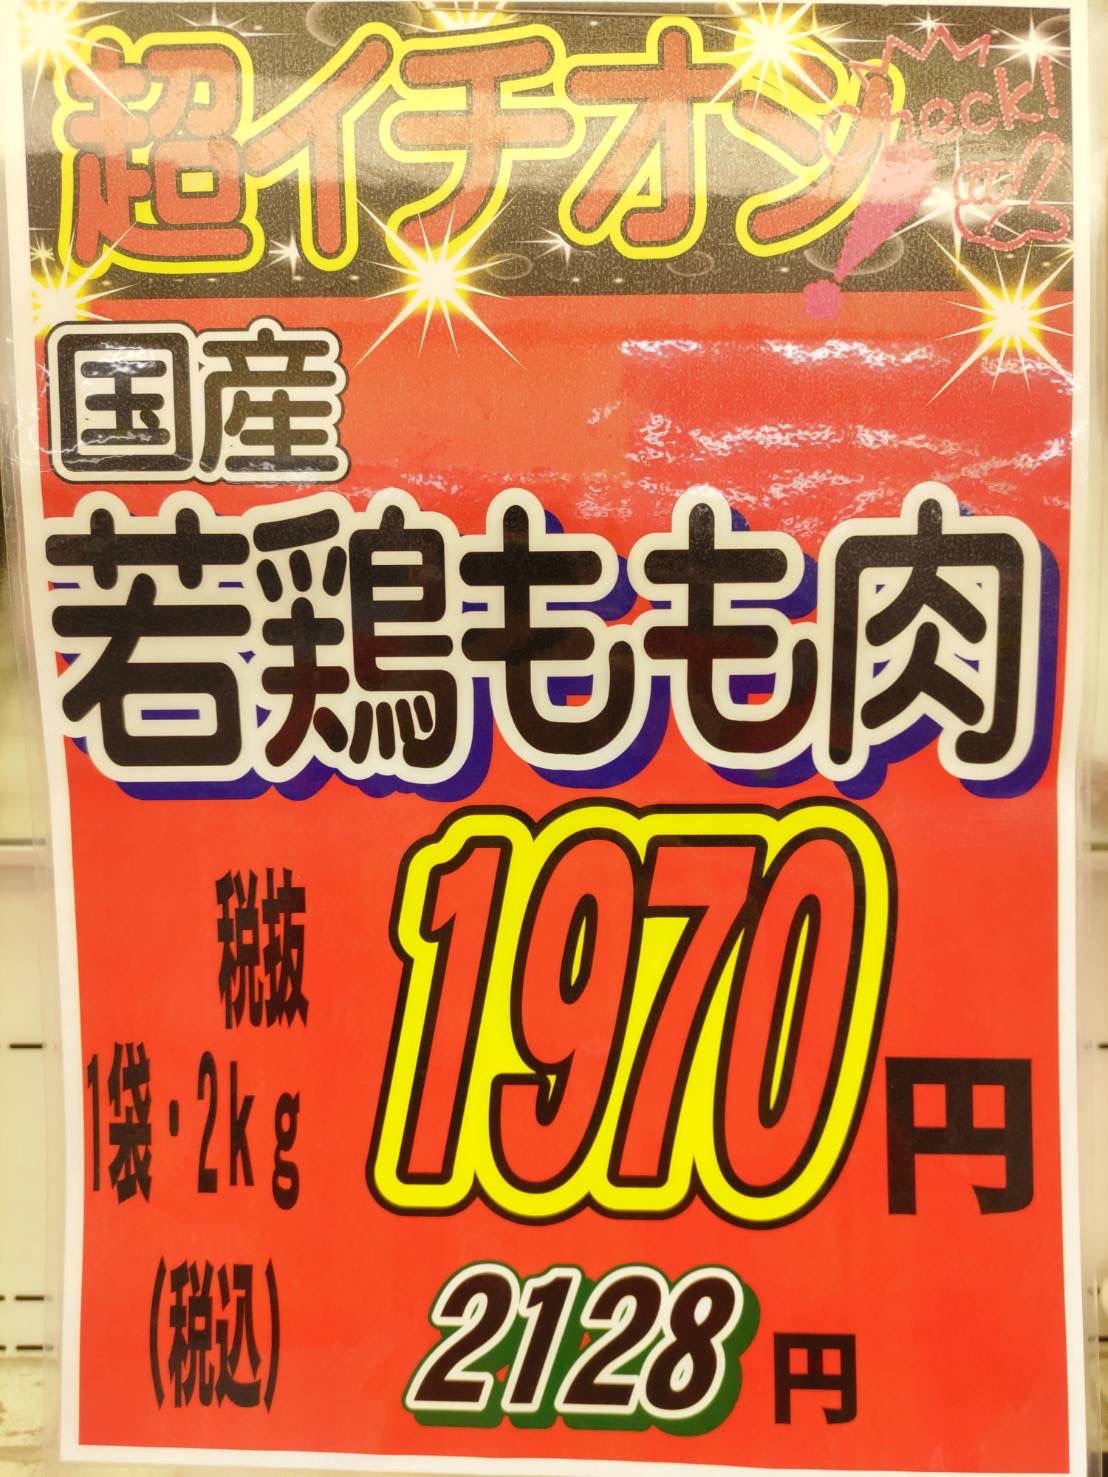 超イチオシ
Check!
国産
若鶏もも肉
税抜
1袋・2kg
1970円
(税込)
2128円